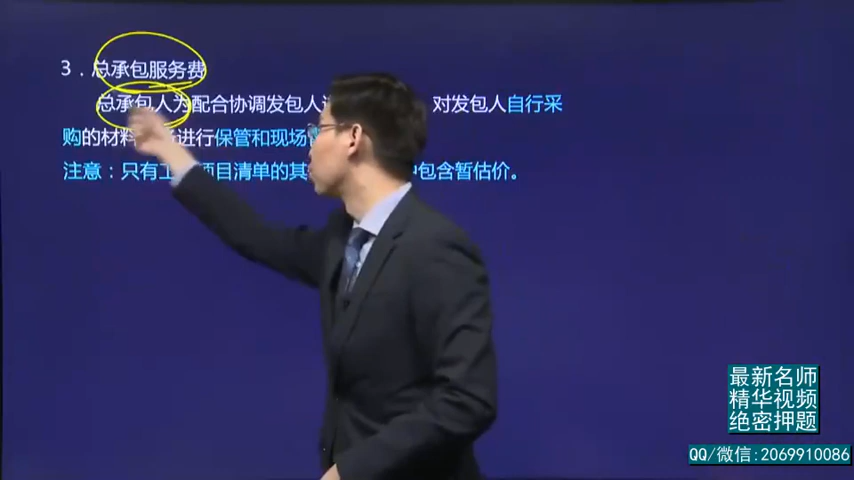 3．总承包服务费
总承包人为配合协调发包人 对发包人自行采
购的材料 进行保管和现场
注意：只有工 项目清单的其 中包含暂估价。
最新名师
精华视频
绝密押题
QQ/微信:2069910086